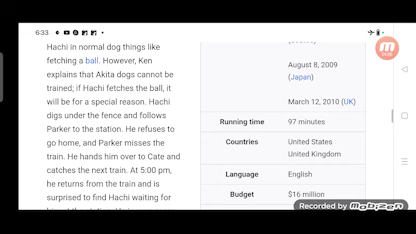 6:33
Hachi in normal dog things like
fetching a ball. However, Ken
explains that Akita dogs cannot be
trained; if Hachi fetches the ball, it
will be for a special reason. Hachi
digs under the fence and follows
Parker to the station. He refuses to
go home, and Parker misses the
train. He hands him over to Cate and
catches the next train. At 5:00 pm,
he returns from the train and is
surprised to find Hachi waiting for
August 8, 2009
(Japan)
March 12, 2010 (UK)
Running time 97 minutes
Countries United States
United Kingdom
Language English
Budget $16 million
Recorded by Mobizen